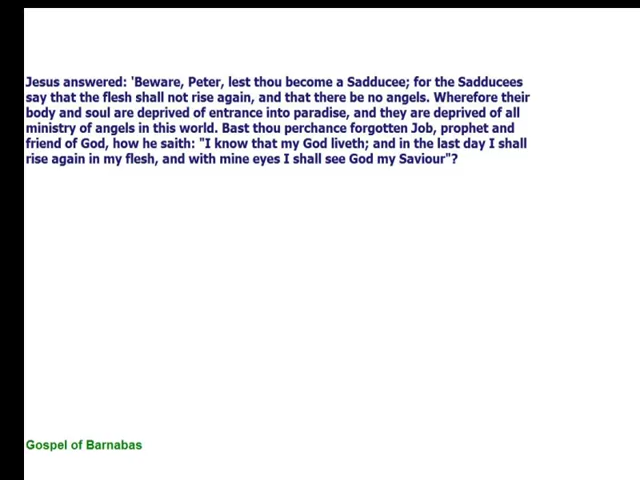 Jesus answered: 'Beware, Peter, lest thou become a Sadducee; for the Sadducees
say that the flesh shall not rise again, and that there be no angels. Wherefore their
body and soul are deprived of entrance into paradise, and they are deprived of all
ministry of angels in this world. Bast thou perchance forgotten Job, prophet and
friend of God, how he saith: "I know that my God liveth; and in the last day I shall
rise again in my flesh, and with mine eyes I shall see God my Saviour"?
Gospel of Barnabas